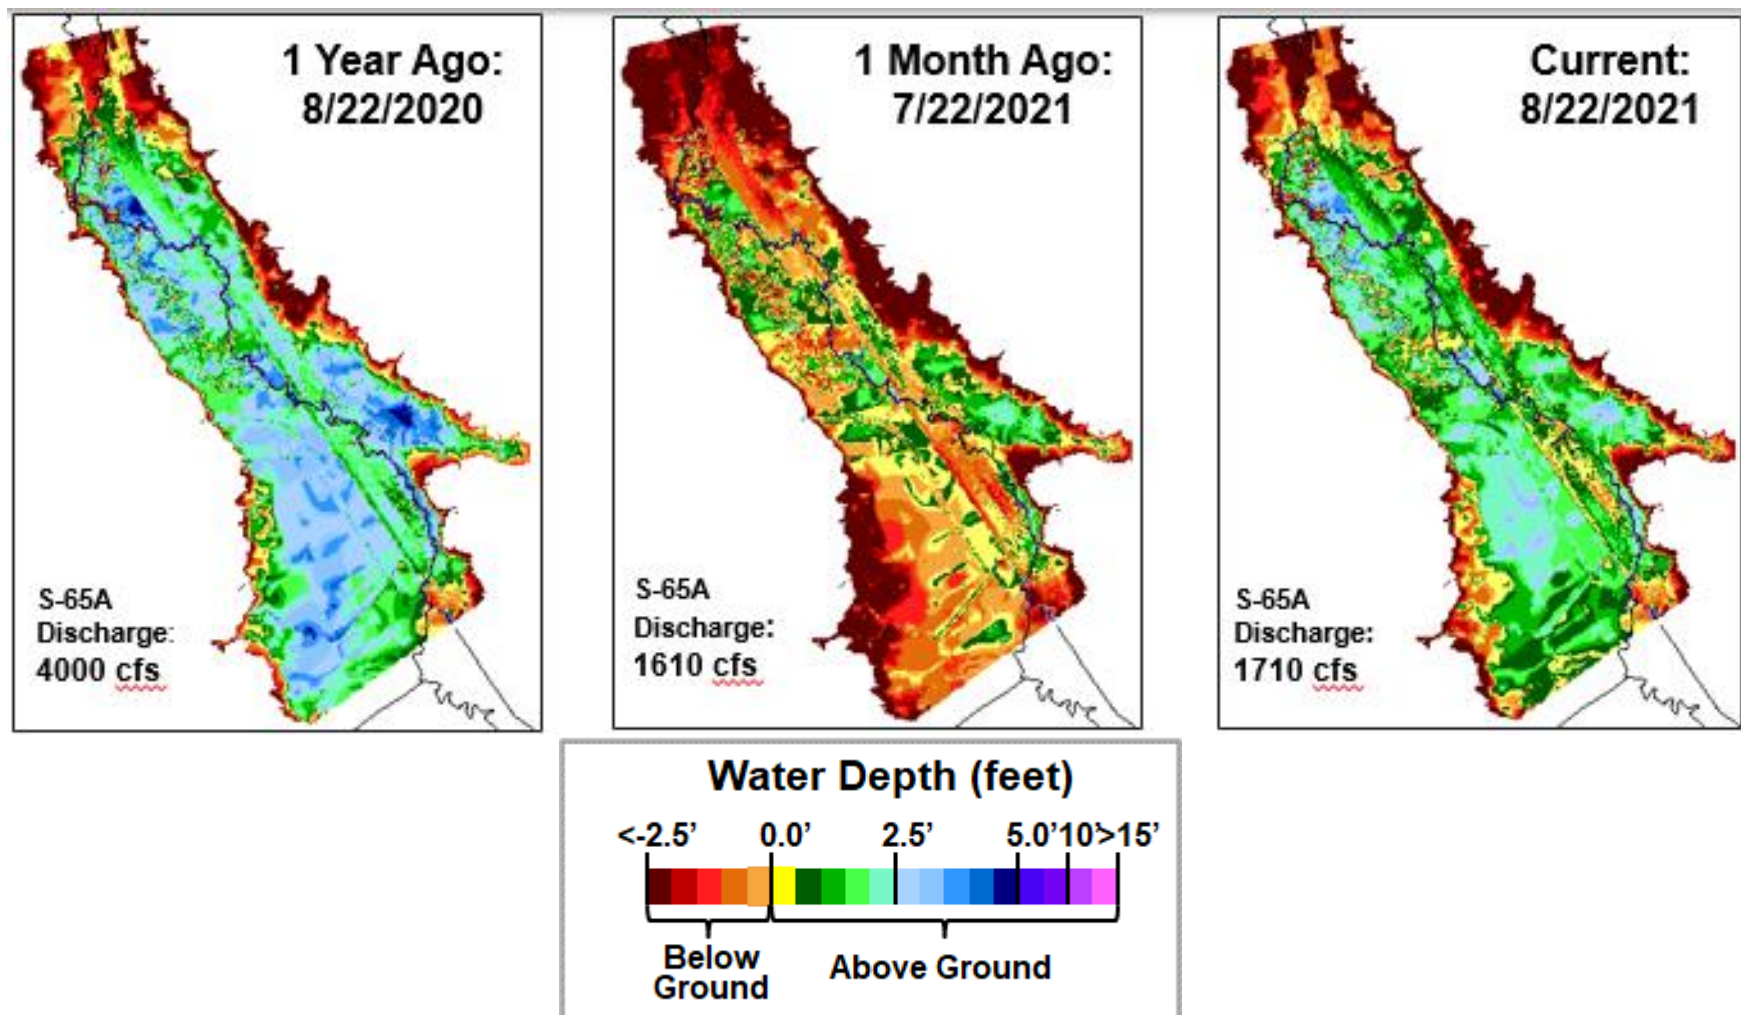 1 Year Ago:
8/22/2020
S-65A
Discharge:
4000 cfs
1 Month Ago:
7/22/2021
S-65A
Discharge:
1610 cfs
Current:
8/22/2021
S-65A
Discharge:
1710 cfs
Water Depth (feet)
<-2.5’ 0.0’ 2.5’ 5.0’10’>15’
Below
Ground
Above Ground